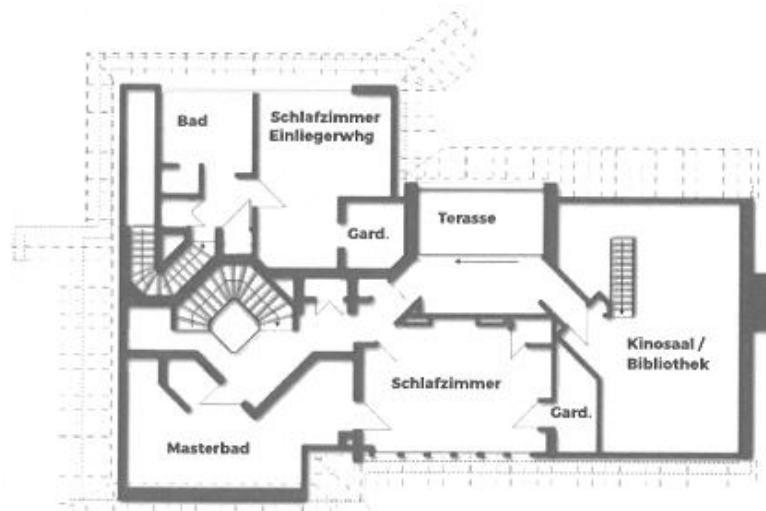 Bad
Schlafzimmer
Einliegerwhg
Gard.
Terasse
Kinosaal /
Bibliothek
Schlafzimmer
Gard.
Masterbad